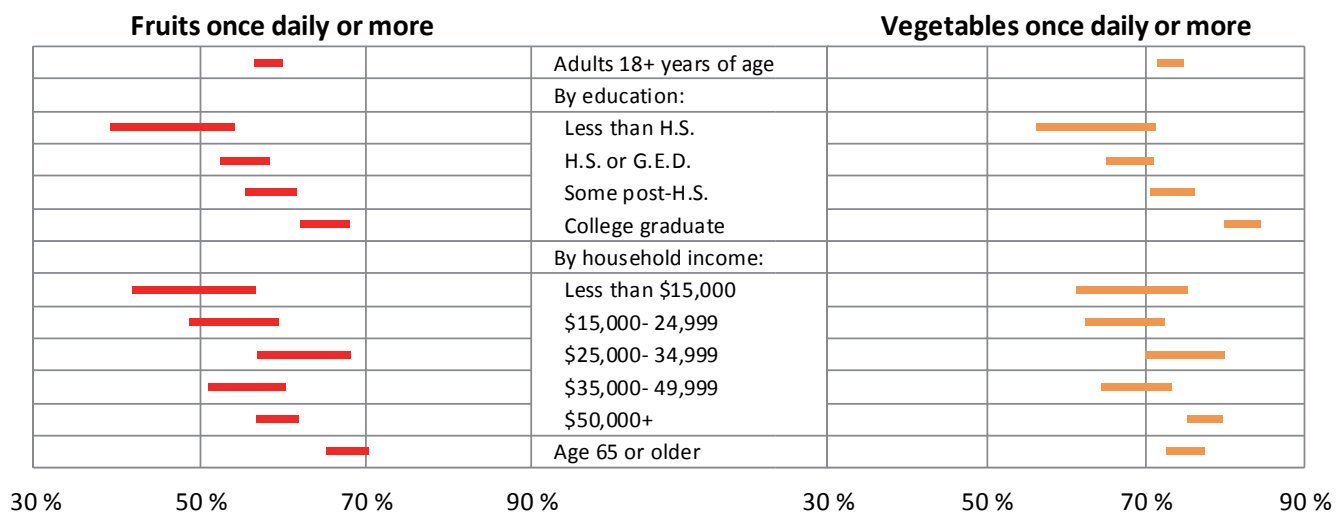 Fruits once daily or more
Vegetables once daily or more
Adults 18+ years of age
By education:
Less than H.S.
H.S. or G.E.D.
Some post-H.S.
College graduate
By household income:
Less than $15,000
$15,000- 24,999
$25,000- 34,999
$35,000- 49,999
$50,000+
Age 65 or older
30 % 50 % 70 % 90 % 30% 50 % 70 % 90 %